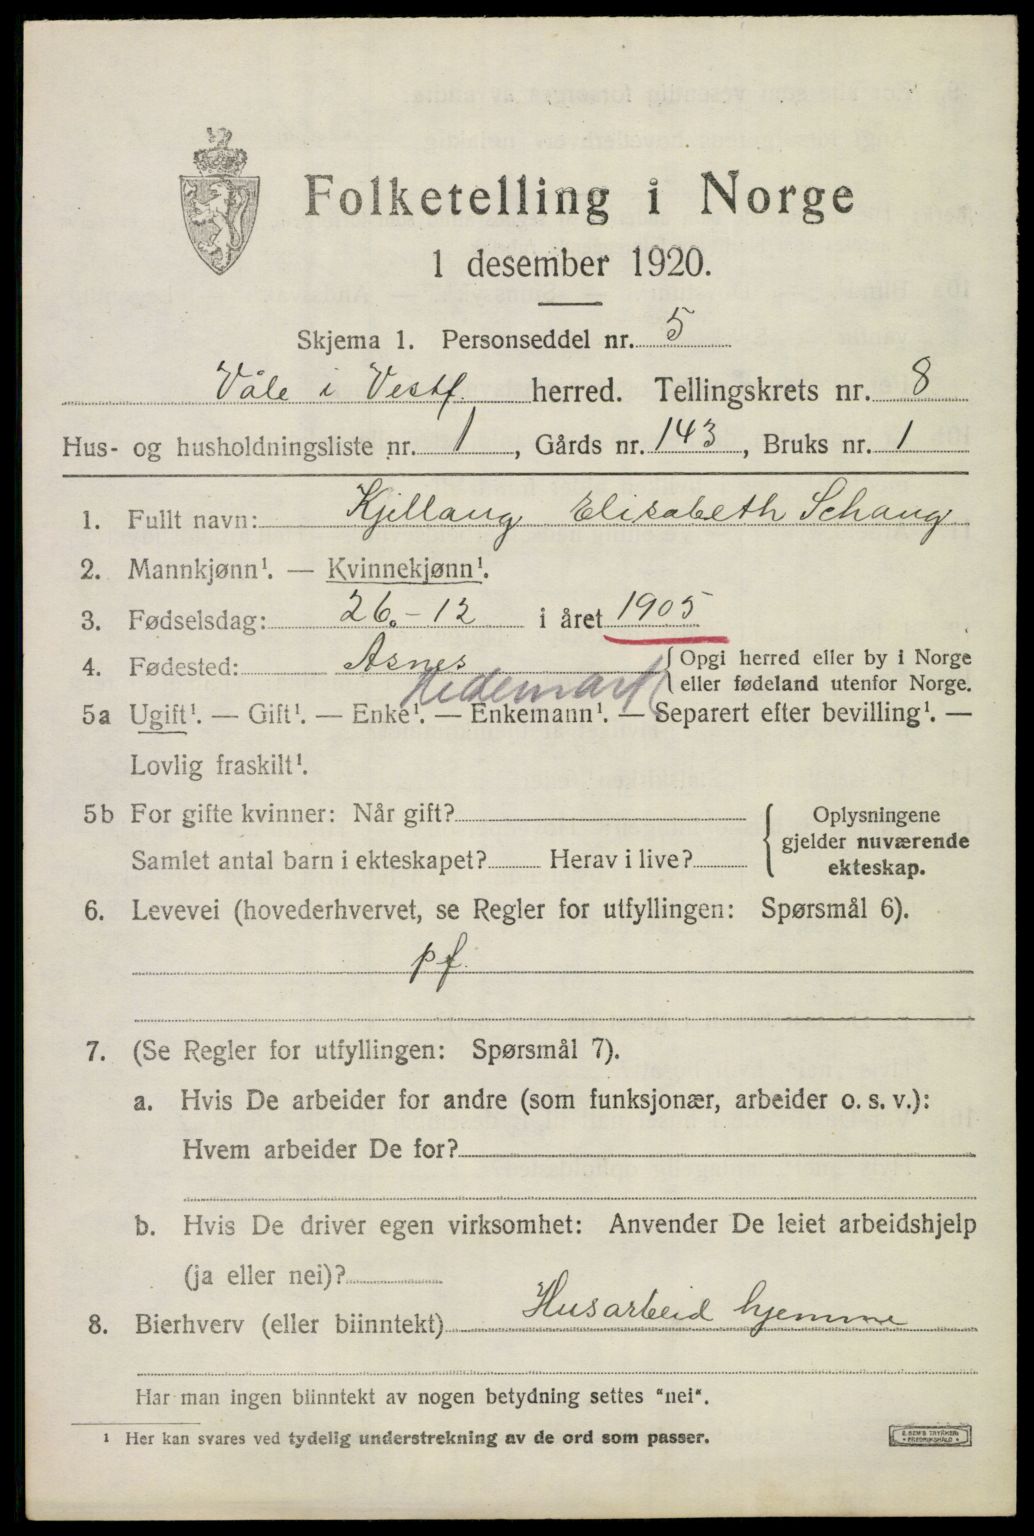 Folketelling i Norge
1 desember 1920.
Skjema 1. Personseddel nr. 5
Våle i Vestf. herred. Tellingskrets nr. 8
Hus- og husholdningsliste nr. 1, Gårds nr. 143, Bruks nr. 1
1. Fullt navn: Kjellaug Elisabeth Schaug
2. Mannkjønn¹. — Kvinnekjønn¹.
3. Fødselsdag: 26.-12 i året 1905
4. Fødested: Asnes { Opgi herred eller by i Norge
Hedemark eller fødeland utenfor Norge.
5a Ugift¹. — Gift¹. — Enke¹. — Enkemann¹. — Separert efter bevilling¹. —
Lovlig fraskilt¹.
5b For gifte kvinner: Når gift? { Oplysningene
gjelder nuværende
Samlet antal barn i ekteskapet? Herav i live? ekteskap.
6. Levevei (hovederhvervet, se Regler for utfyllingen: Spørsmål 6).
pf.
7. (Se Regler for utfyllingen: Spørsmål 7).
a. Hvis De arbeider for andre (som funksjonær, arbeider o. s. v.):
Hvem arbeider De for?
b. Hvis De driver egen virksomhet: Anvender De leiet arbeidshjelp
(ja eller nei)?
8. Bierhverv (eller biinntekt) Husarbeid hjemme
Har man ingen biinntekt av nogen betydning settes "nei".
¹ Her kan svares ved tydelig understrekning av de ord som passer.